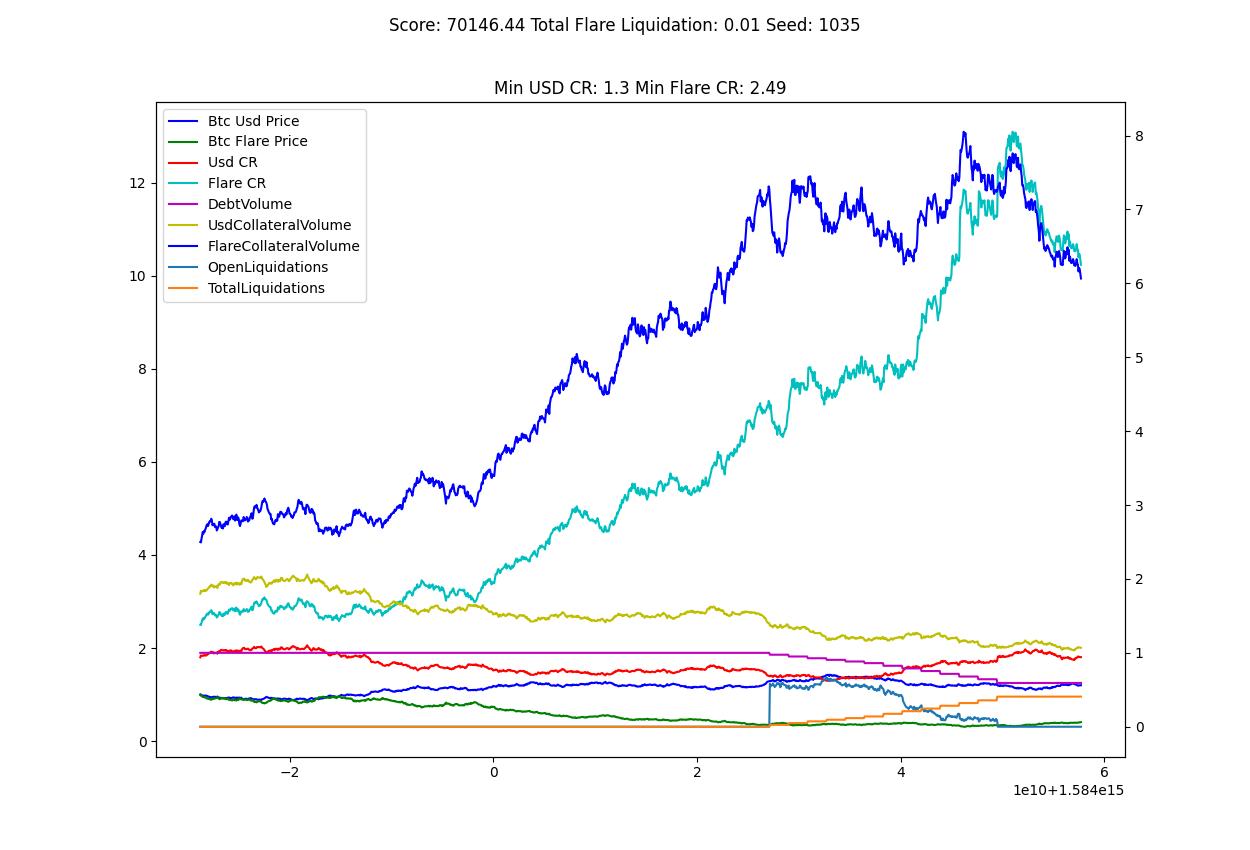 Score: 70146.44 Total Flare Liquidation: 0.01 Seed: 1035
Min USD CR: 1.3 Min Flare CR: 2.49
Btc Usd Price
Btc Flare Price
Usd CR
Flare CR
DebtVolume
UsdCollateralVolume
FlareCollateralVolume
OpenLiquidations
TotalLiquidations
12
10
8
6
4
2
0
8
7
6
5
4
3
2
1
0
−2
0
2
4
6
1e10+1.584e15